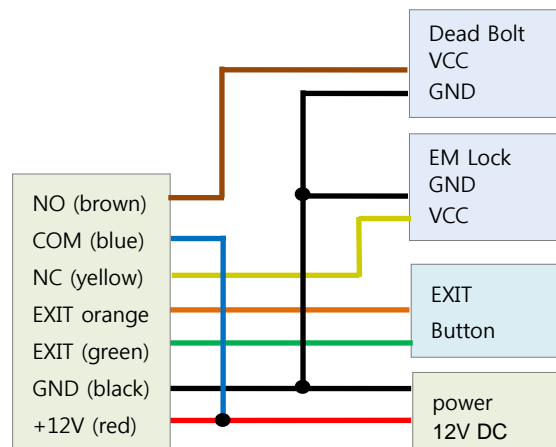 Dead Bolt
VCC
GND
EM Lock
GND
VCC
NO (brown)
COM (blue)
NC (yellow)
EXIT orange
EXIT (green)
GND (black)
+12V (red)
EXIT
Button
power
12V DC